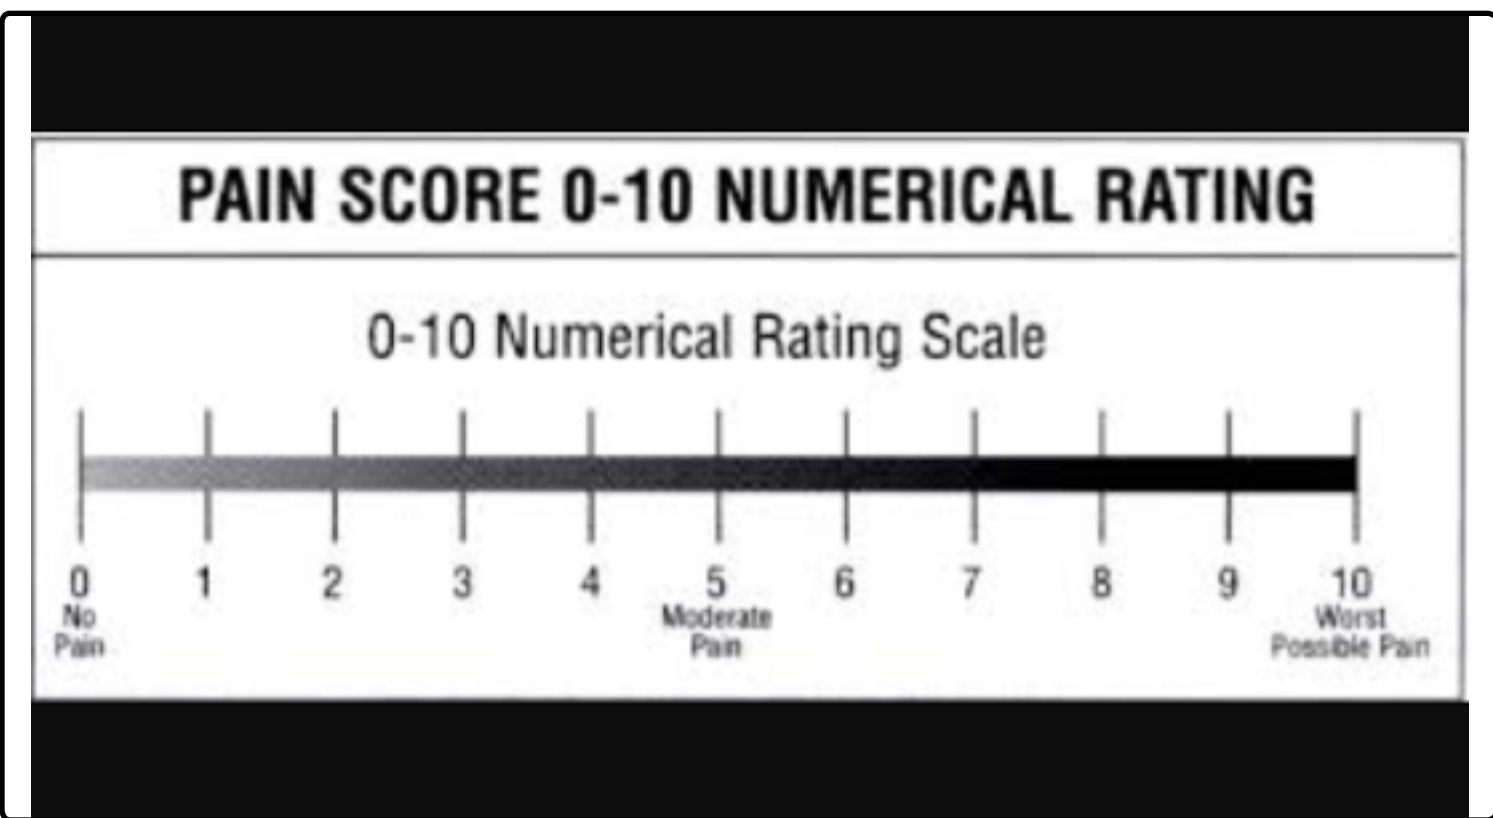 PAIN SCORE 0-10 NUMERICAL RATING
0-10 Numerical Rating Scale
0 1 2 3 4 5 6 7 8 9 10
No Moderate Worst
Pain Pain Possible Pain